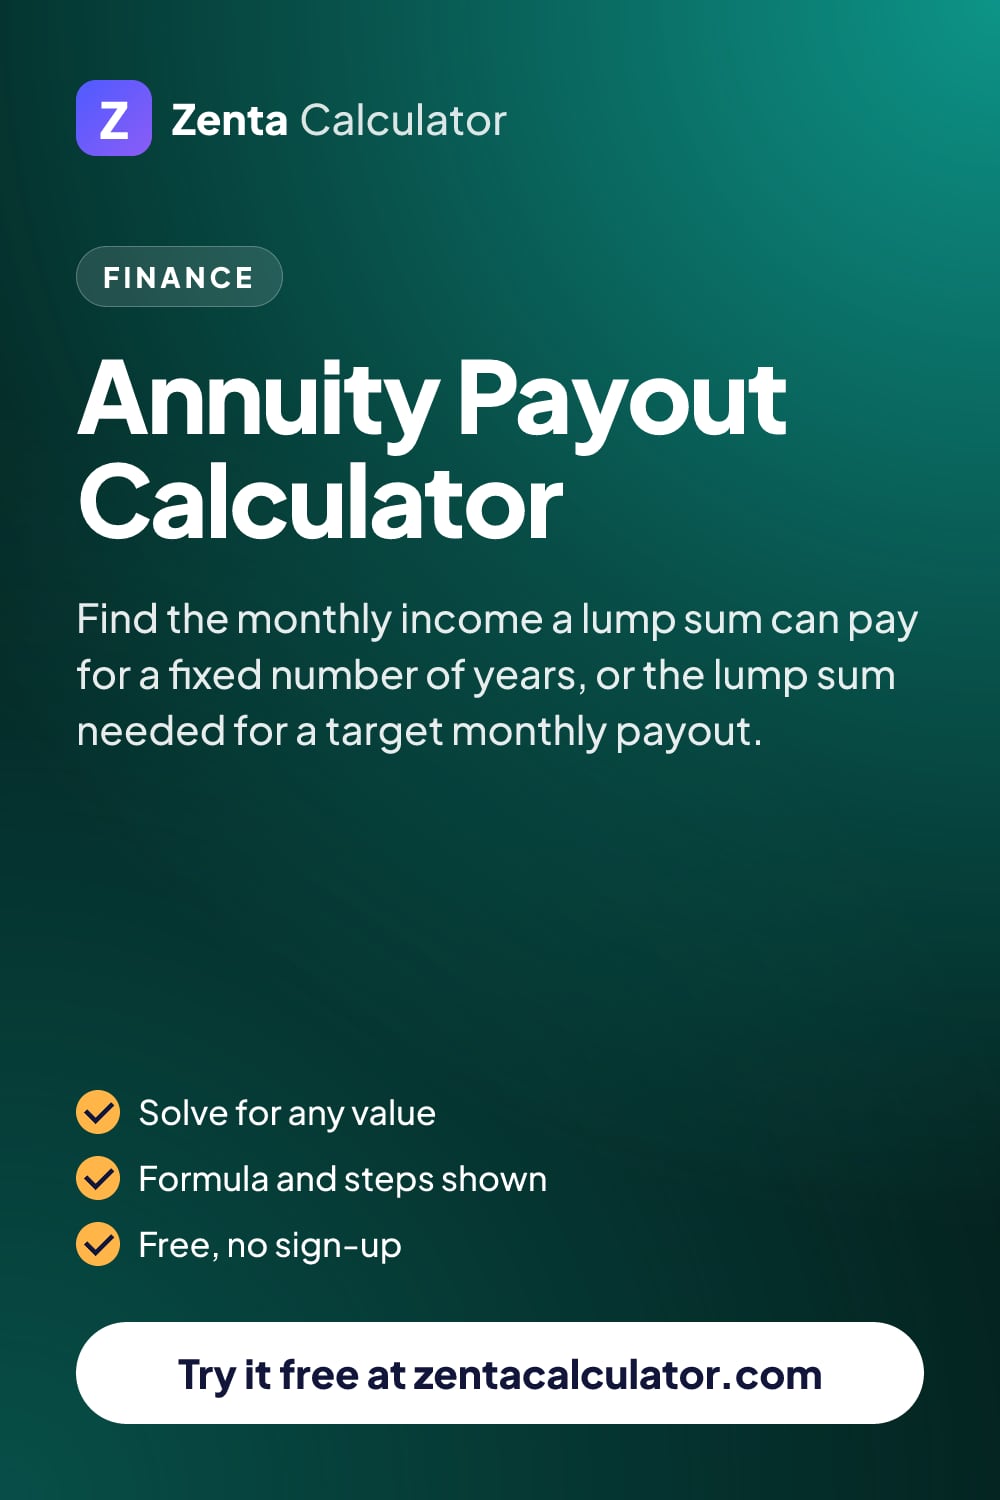 Z
Zenta Calculator
FINANCE
Annuity Payout
Calculator
Find the monthly income a lump sum can pay
for a fixed number of years, or the lump sum
needed for a target monthly payout.
Solve for any value
Formula and steps shown
Free, no sign-up
Try it free at zentacalculator.com